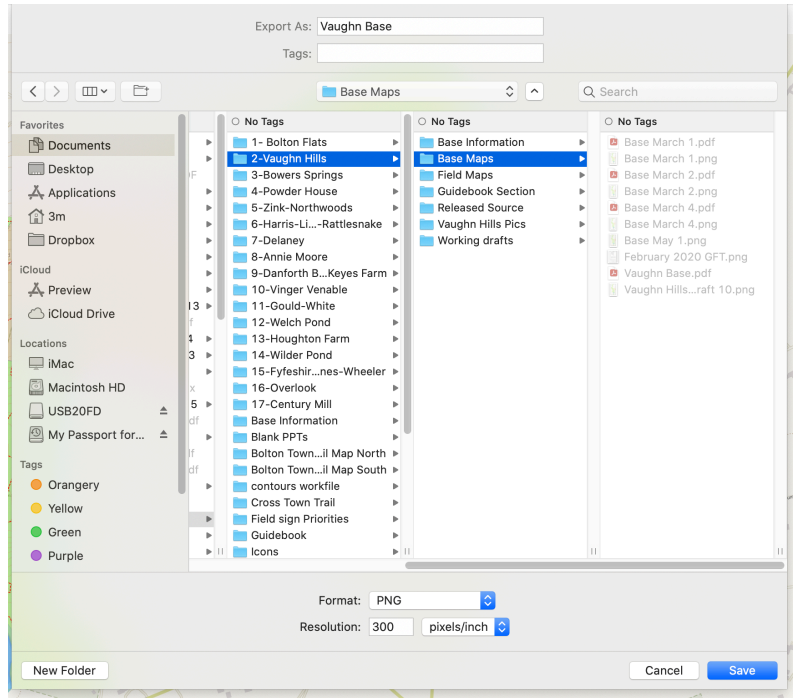 Export As: Vaughn Base
Tags:
Base Maps
Search
Favorites
Documents
Desktop
Applications
3m
Dropbox
iCloud
Preview
iCloud Drive
Locations
iMac
Macintosh HD
USB20FD
My Passport for...
Tags
Orangery
Yellow
Green
Purple
F
13
f
4
3
x
5
df
lf
df
No Tags
1- Bolton Flats
2-Vaughn Hills
3-Bowers Springs
4-Powder House
5-Zink-Northwoods
6-Harris-Li...-Rattlesnake
7-Delaney
8-Annie Moore
9-Danforth B...Keyes Farm
10-Vinger Venable
11-Gould-White
12-Welch Pond
13-Houghton Farm
14-Wilder Pond
15-Fyfeshir...nes-Wheeler
16-Overlook
17-Century Mill
Base Information
Blank PPTs
Bolton Town...il Map North
Bolton Town...il Map South
contours workfile
Cross Town Trail
Field sign Priorities
Guidebook
Icons
No Tags
Base Information
Base Maps
Field Maps
Guidebook Section
Released Source
Vaughn Hills Pics
Working drafts
No Tags
Base March 1.pdf
Base March 1.png
Base March 2.pdf
Base March 2.png
Base March 4.pdf
Base March 4.png
Base May 1.png
February 2020 GFT.png
Vaughn Base.pdf
Vaughn Hills...raft 10.png
Format: PNG
Resolution: 300 pixels/inch
New Folder Cancel Save